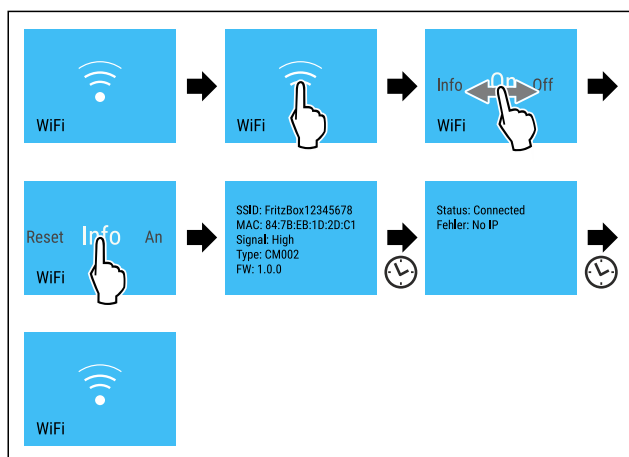 WiFi
WiFi
Info On Off
WiFi
Reset Info An
WiFi
SSID: FritzBox12345678
MAC: 84:7B:EB:1D:2D:C1
Signal: High
Type: CM002
FW: 1.0.0
Status: Connected
Fehler: No IP
WiFi